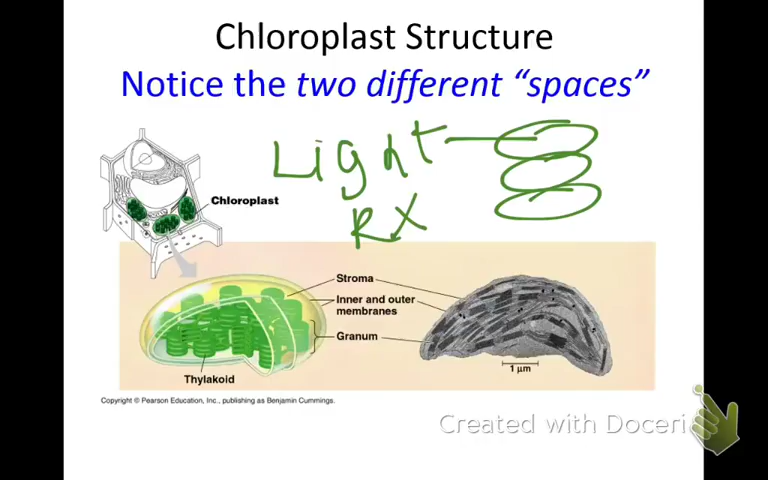 Chloroplast Structure
Notice the two different “spaces”
Light
RX
Chloroplast
Stroma
Inner and outer
membranes
Granum
Thylakoid
1 μm
Copyright © Pearson Education, Inc., publishing as Benjamin Cummings.
Created with Doceri